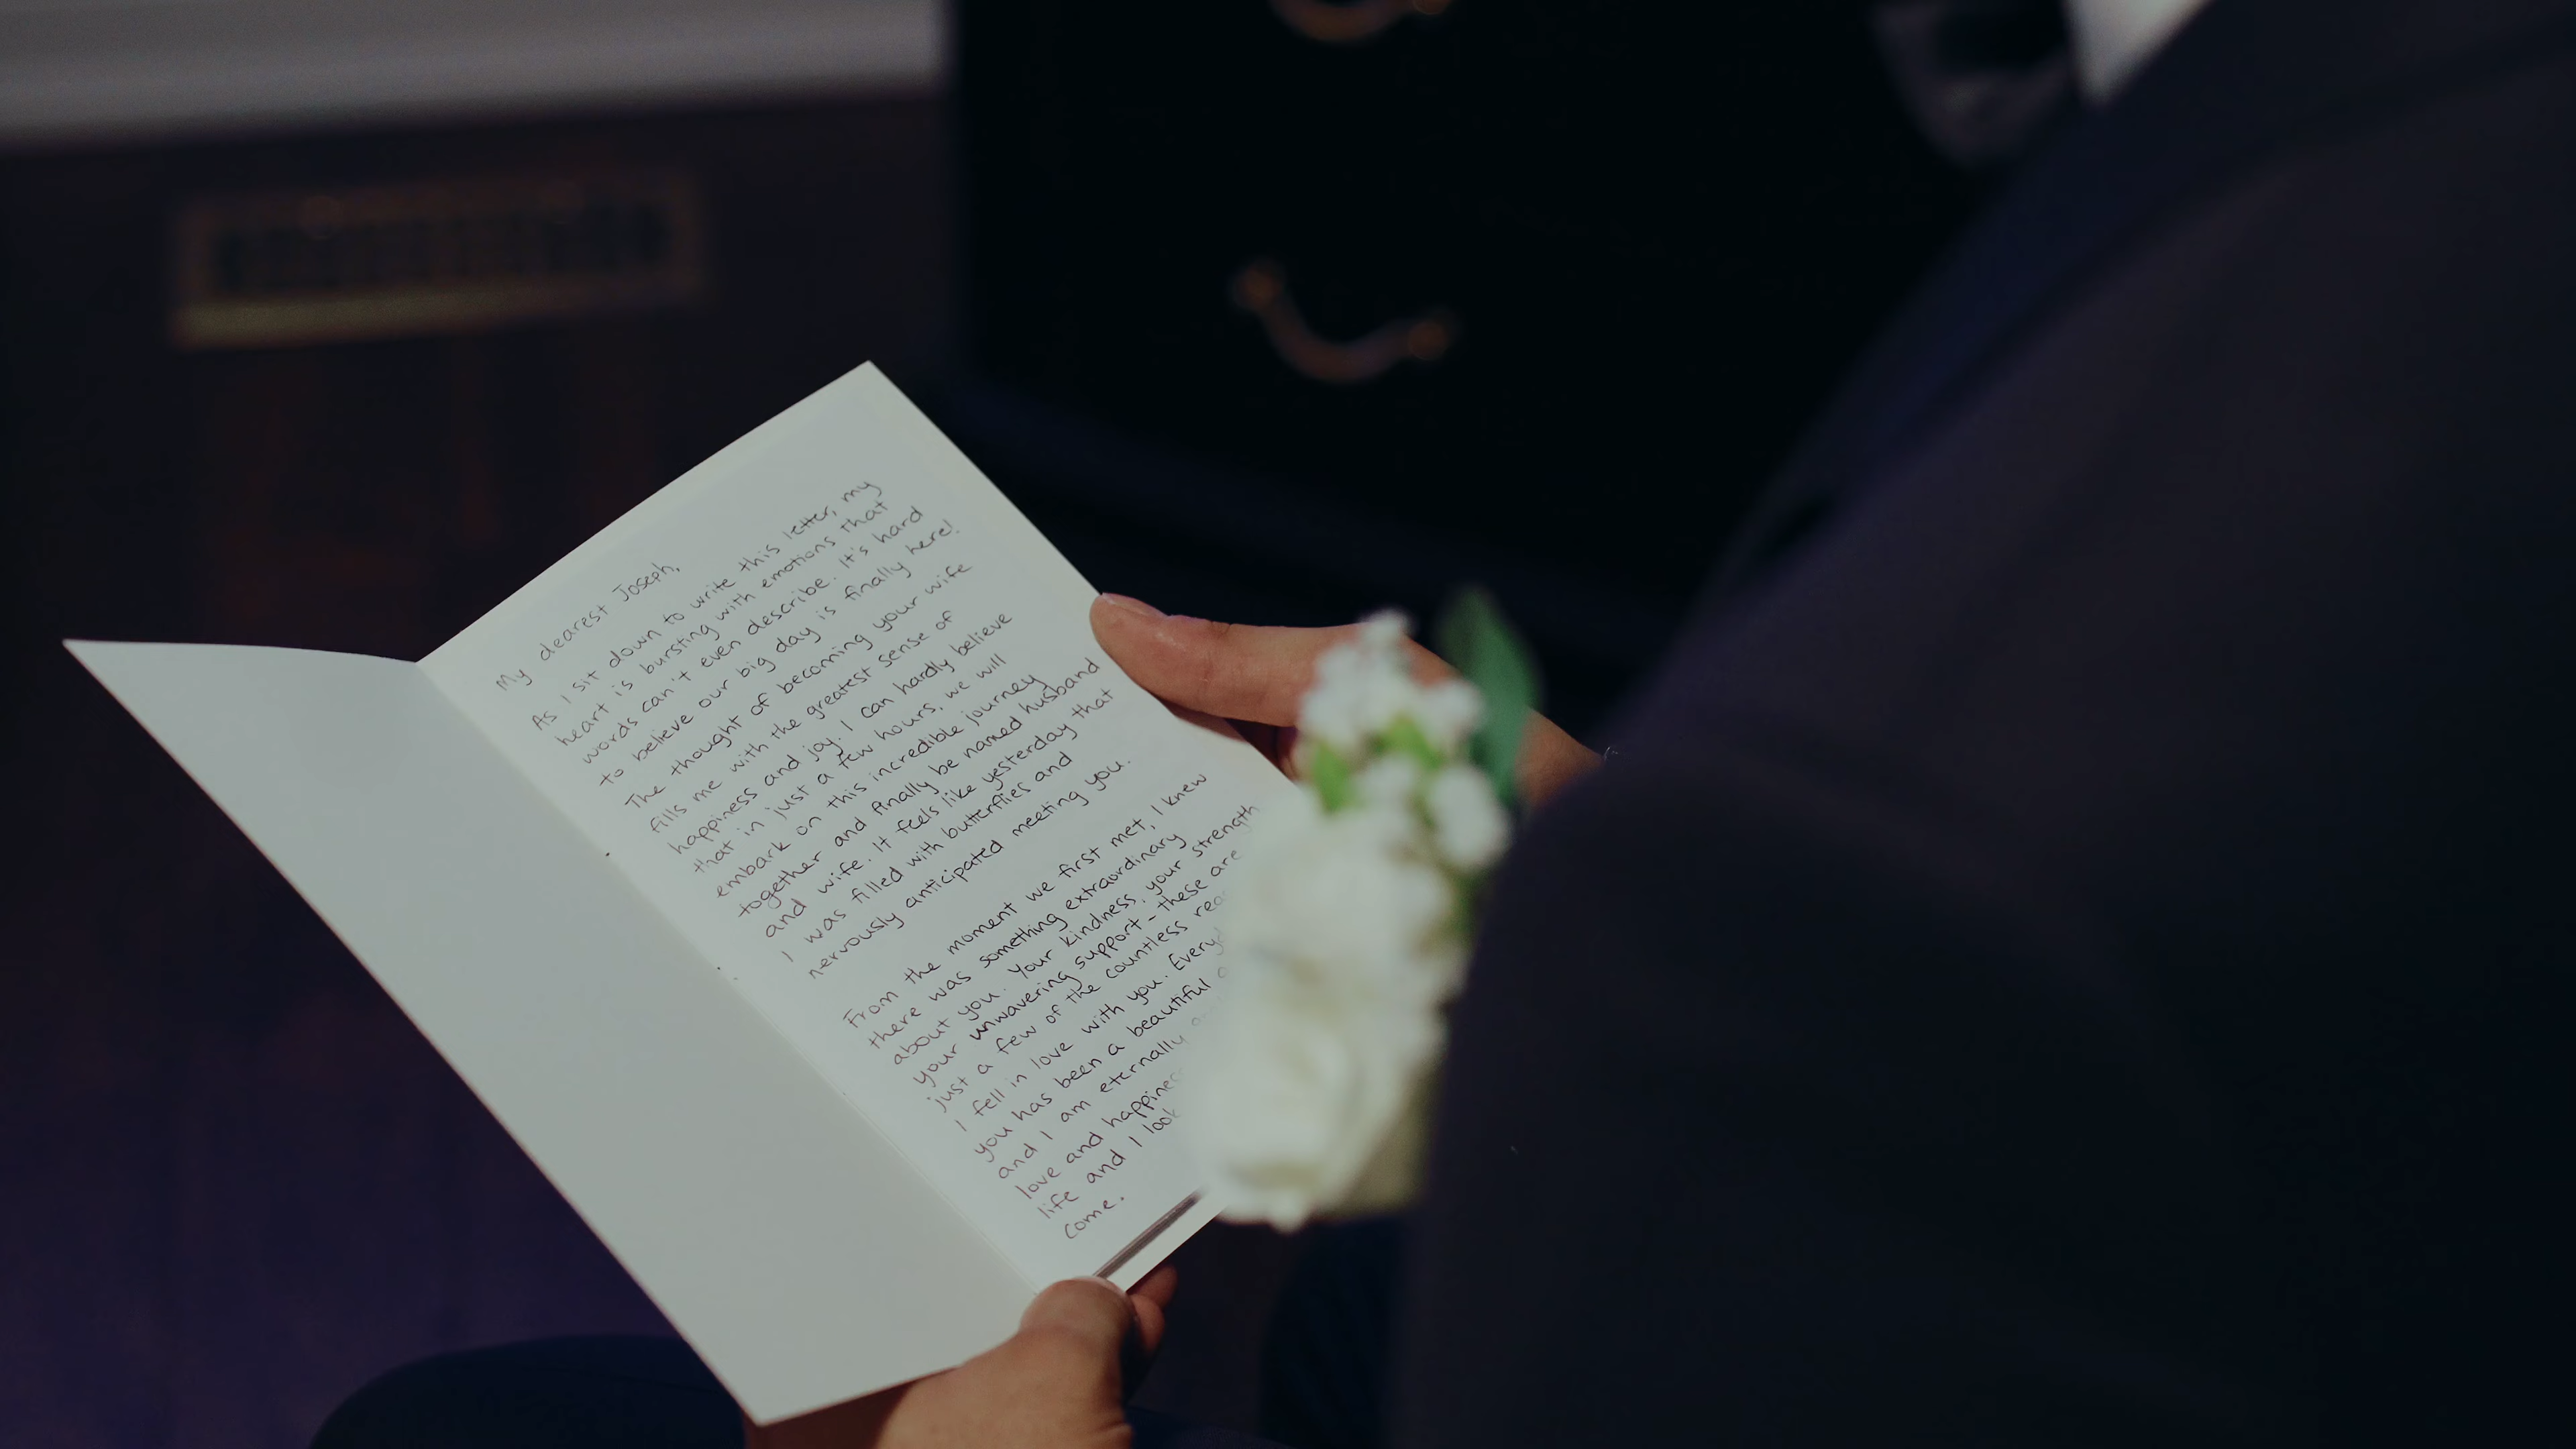 My dearest Joseph,
As I sit down to write this letter, my
heart is bursting with emotions that
words can't even describe. It's hard
to believe our big day is finally here!
The thought of becoming your wife
fills me with the greatest sense of
happiness and joy. I can hardly believe
that in just a few hours, we will
embark on this incredible journey
together and finally be named husband
and wife. It feels like yesterday that
I was filled with butterflies and
nervously anticipated meeting you.
From the moment we first met, I knew
there was something extraordinary
about you. Your kindness, your strength
your unwavering support - these are
just a few of the countless
I fell in love with you.
you has been a beautiful
and I am eternally
love and
life and I look
come.